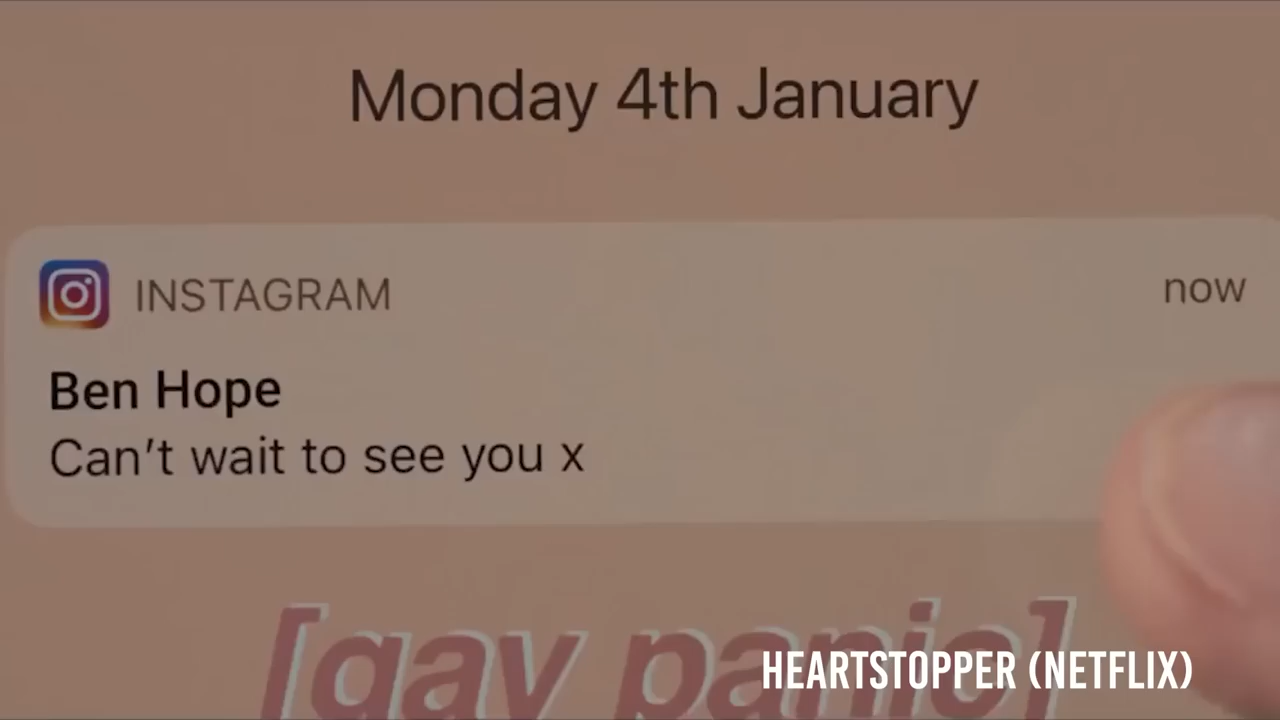 Monday 4th January
INSTAGRAM
now
Ben Hope
Can't wait to see you x
[gay panic]
HEARTSTOPPER (NETFLIX)